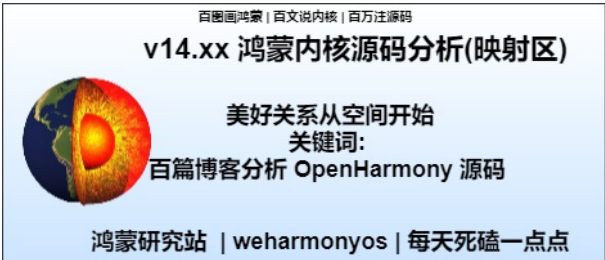 百图画鸿蒙 | 百文说内核 | 百万注源码
v14.xx 鸿蒙内核源码分析(映射区)
美好关系从空间开始
关键词:
百篇博客分析 OpenHarmony 源码
鸿蒙研究站 | weharmonyos | 每天死磕一点点